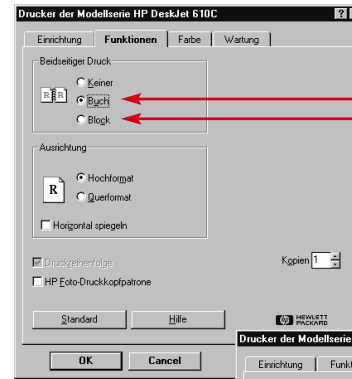 Drucker der Modellserie HP DeskJet 610C
Einrichtung Funktionen Farbe Wartung
Beidseitiger Druck
Keiner
R R
Buch
Block
Ausrichtung
R
Hochformat
Querformat
Horizontal spiegeln
Druckreihenfolge
Kopien 1
HP Foto-Druckkopfpatrone
Standard Hilfe
hp HEWLETT
PACKARD
OK Cancel
Drucker der Modellserie
Einrichtung